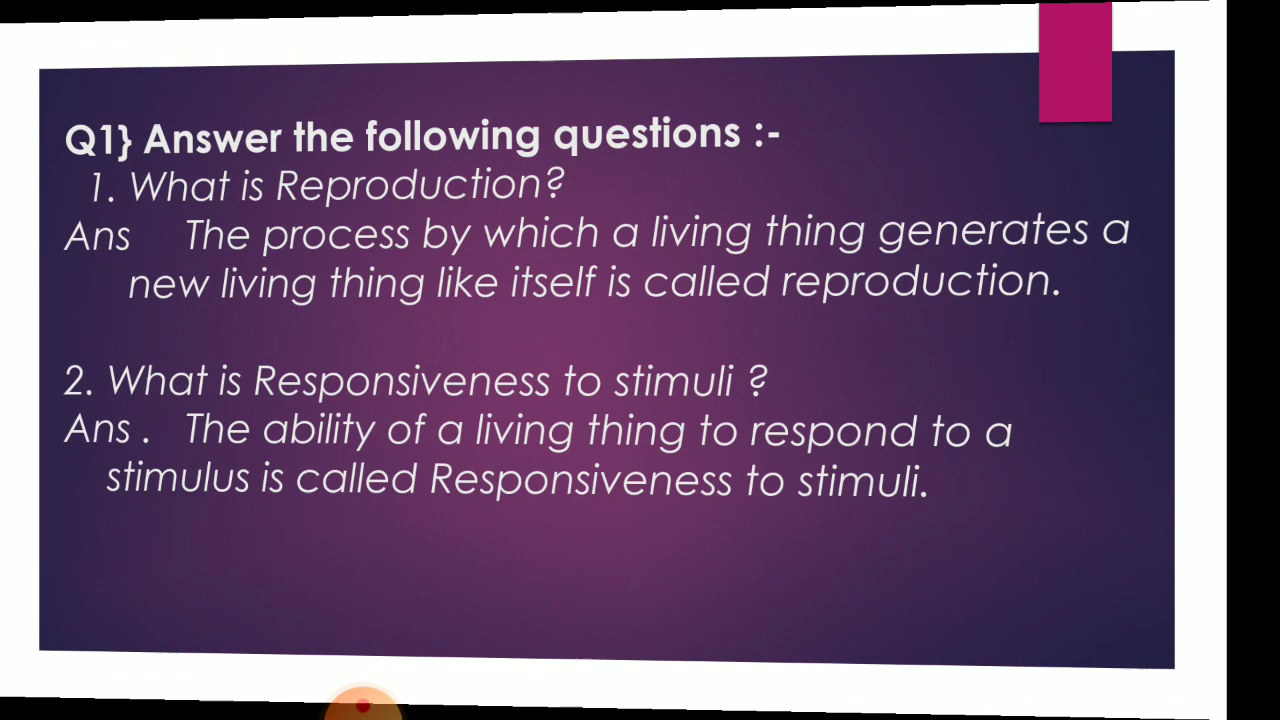 Q1} Answer the following questions :-
1. What is Reproduction?
Ans The process by which a living thing generates a
new living thing like itself is called reproduction.
2. What is Responsiveness to stimuli ?
Ans . The ability of a living thing to respond to a
stimulus is called Responsiveness to stimuli.